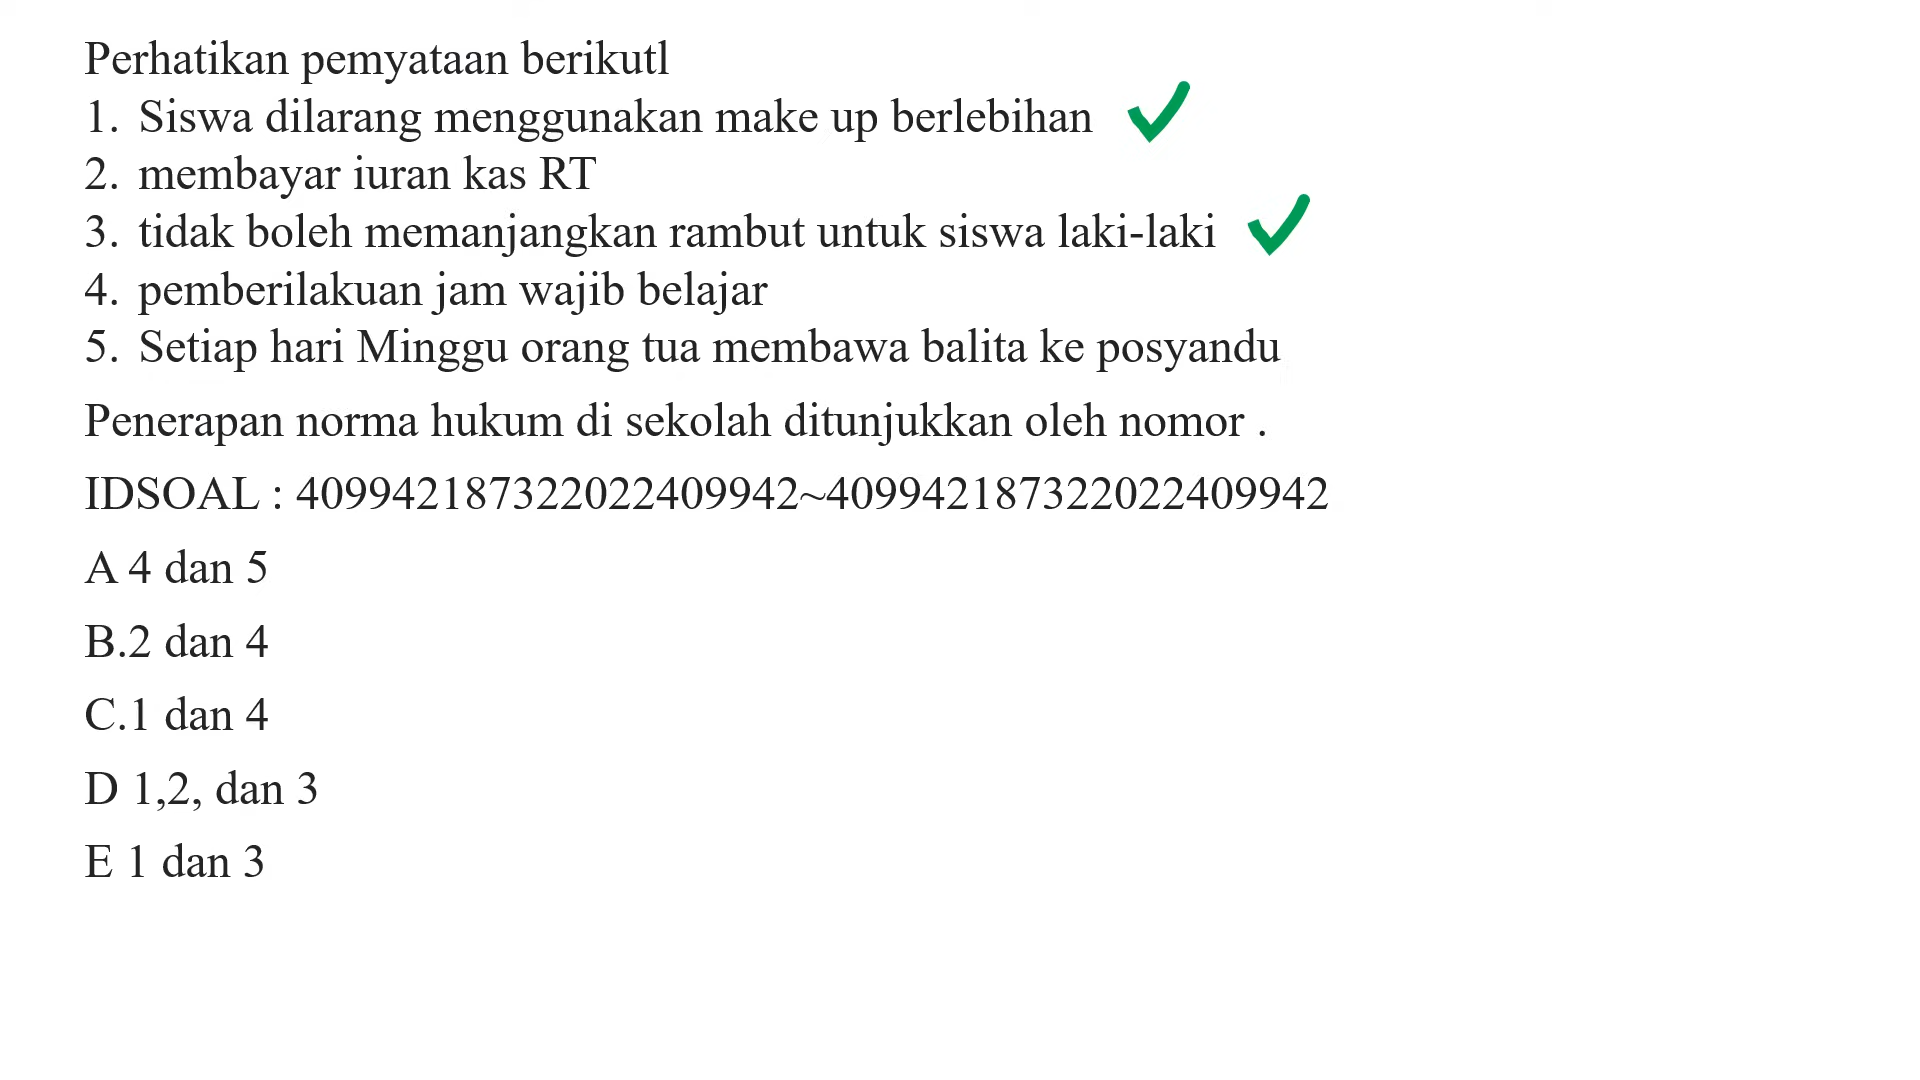 Perhatikan pemyataan berikutl
1. Siswa dilarang menggunakan make up berlebihan
2. membayar iuran kas RT
3. tidak boleh memanjangkan rambut untuk siswa laki-laki
4. pemberilakuan jam wajib belajar
5. Setiap hari Minggu orang tua membawa balita ke posyandu
Penerapan norma hukum di sekolah ditunjukkan oleh nomor .
IDSOAL : 409942187322022409942~409942187322022409942
A 4 dan 5
B.2 dan 4
C.1 dan 4
D 1,2, dan 3
E 1 dan 3